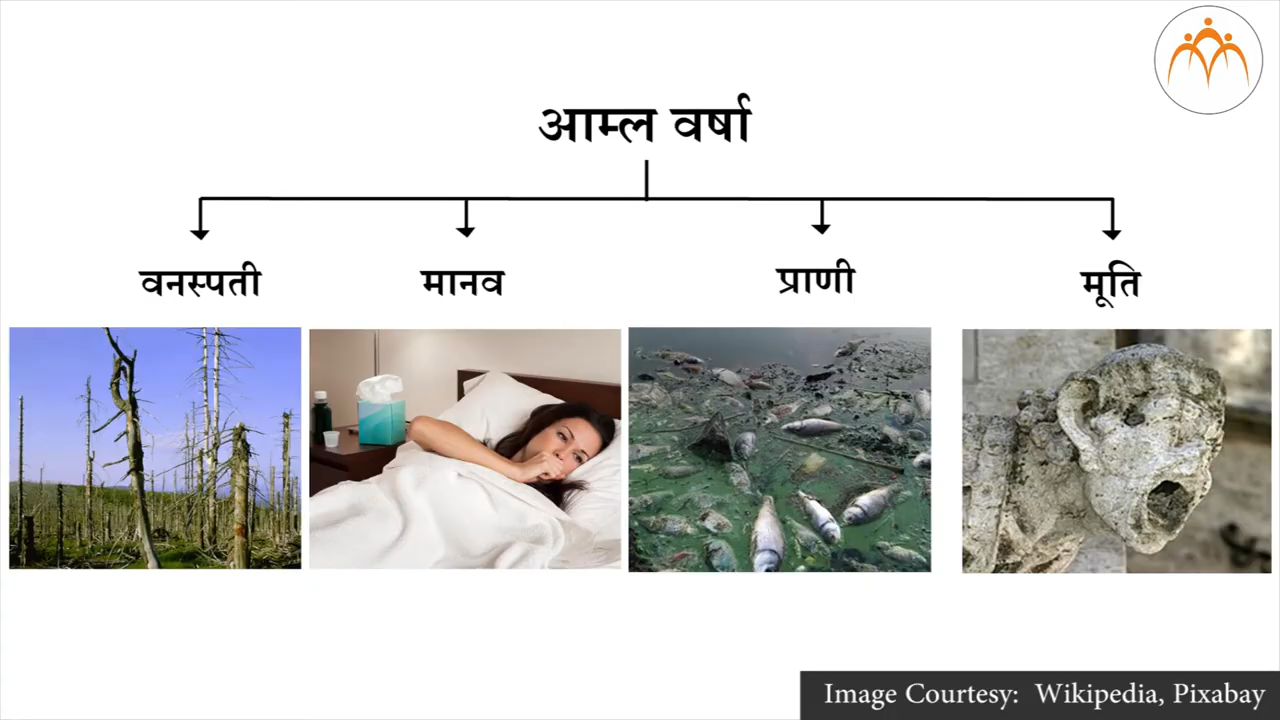 आम्ल वर्षा
वनस्पती
मानव
प्राणी
मूति
Image Courtesy: Wikipedia, Pixabay